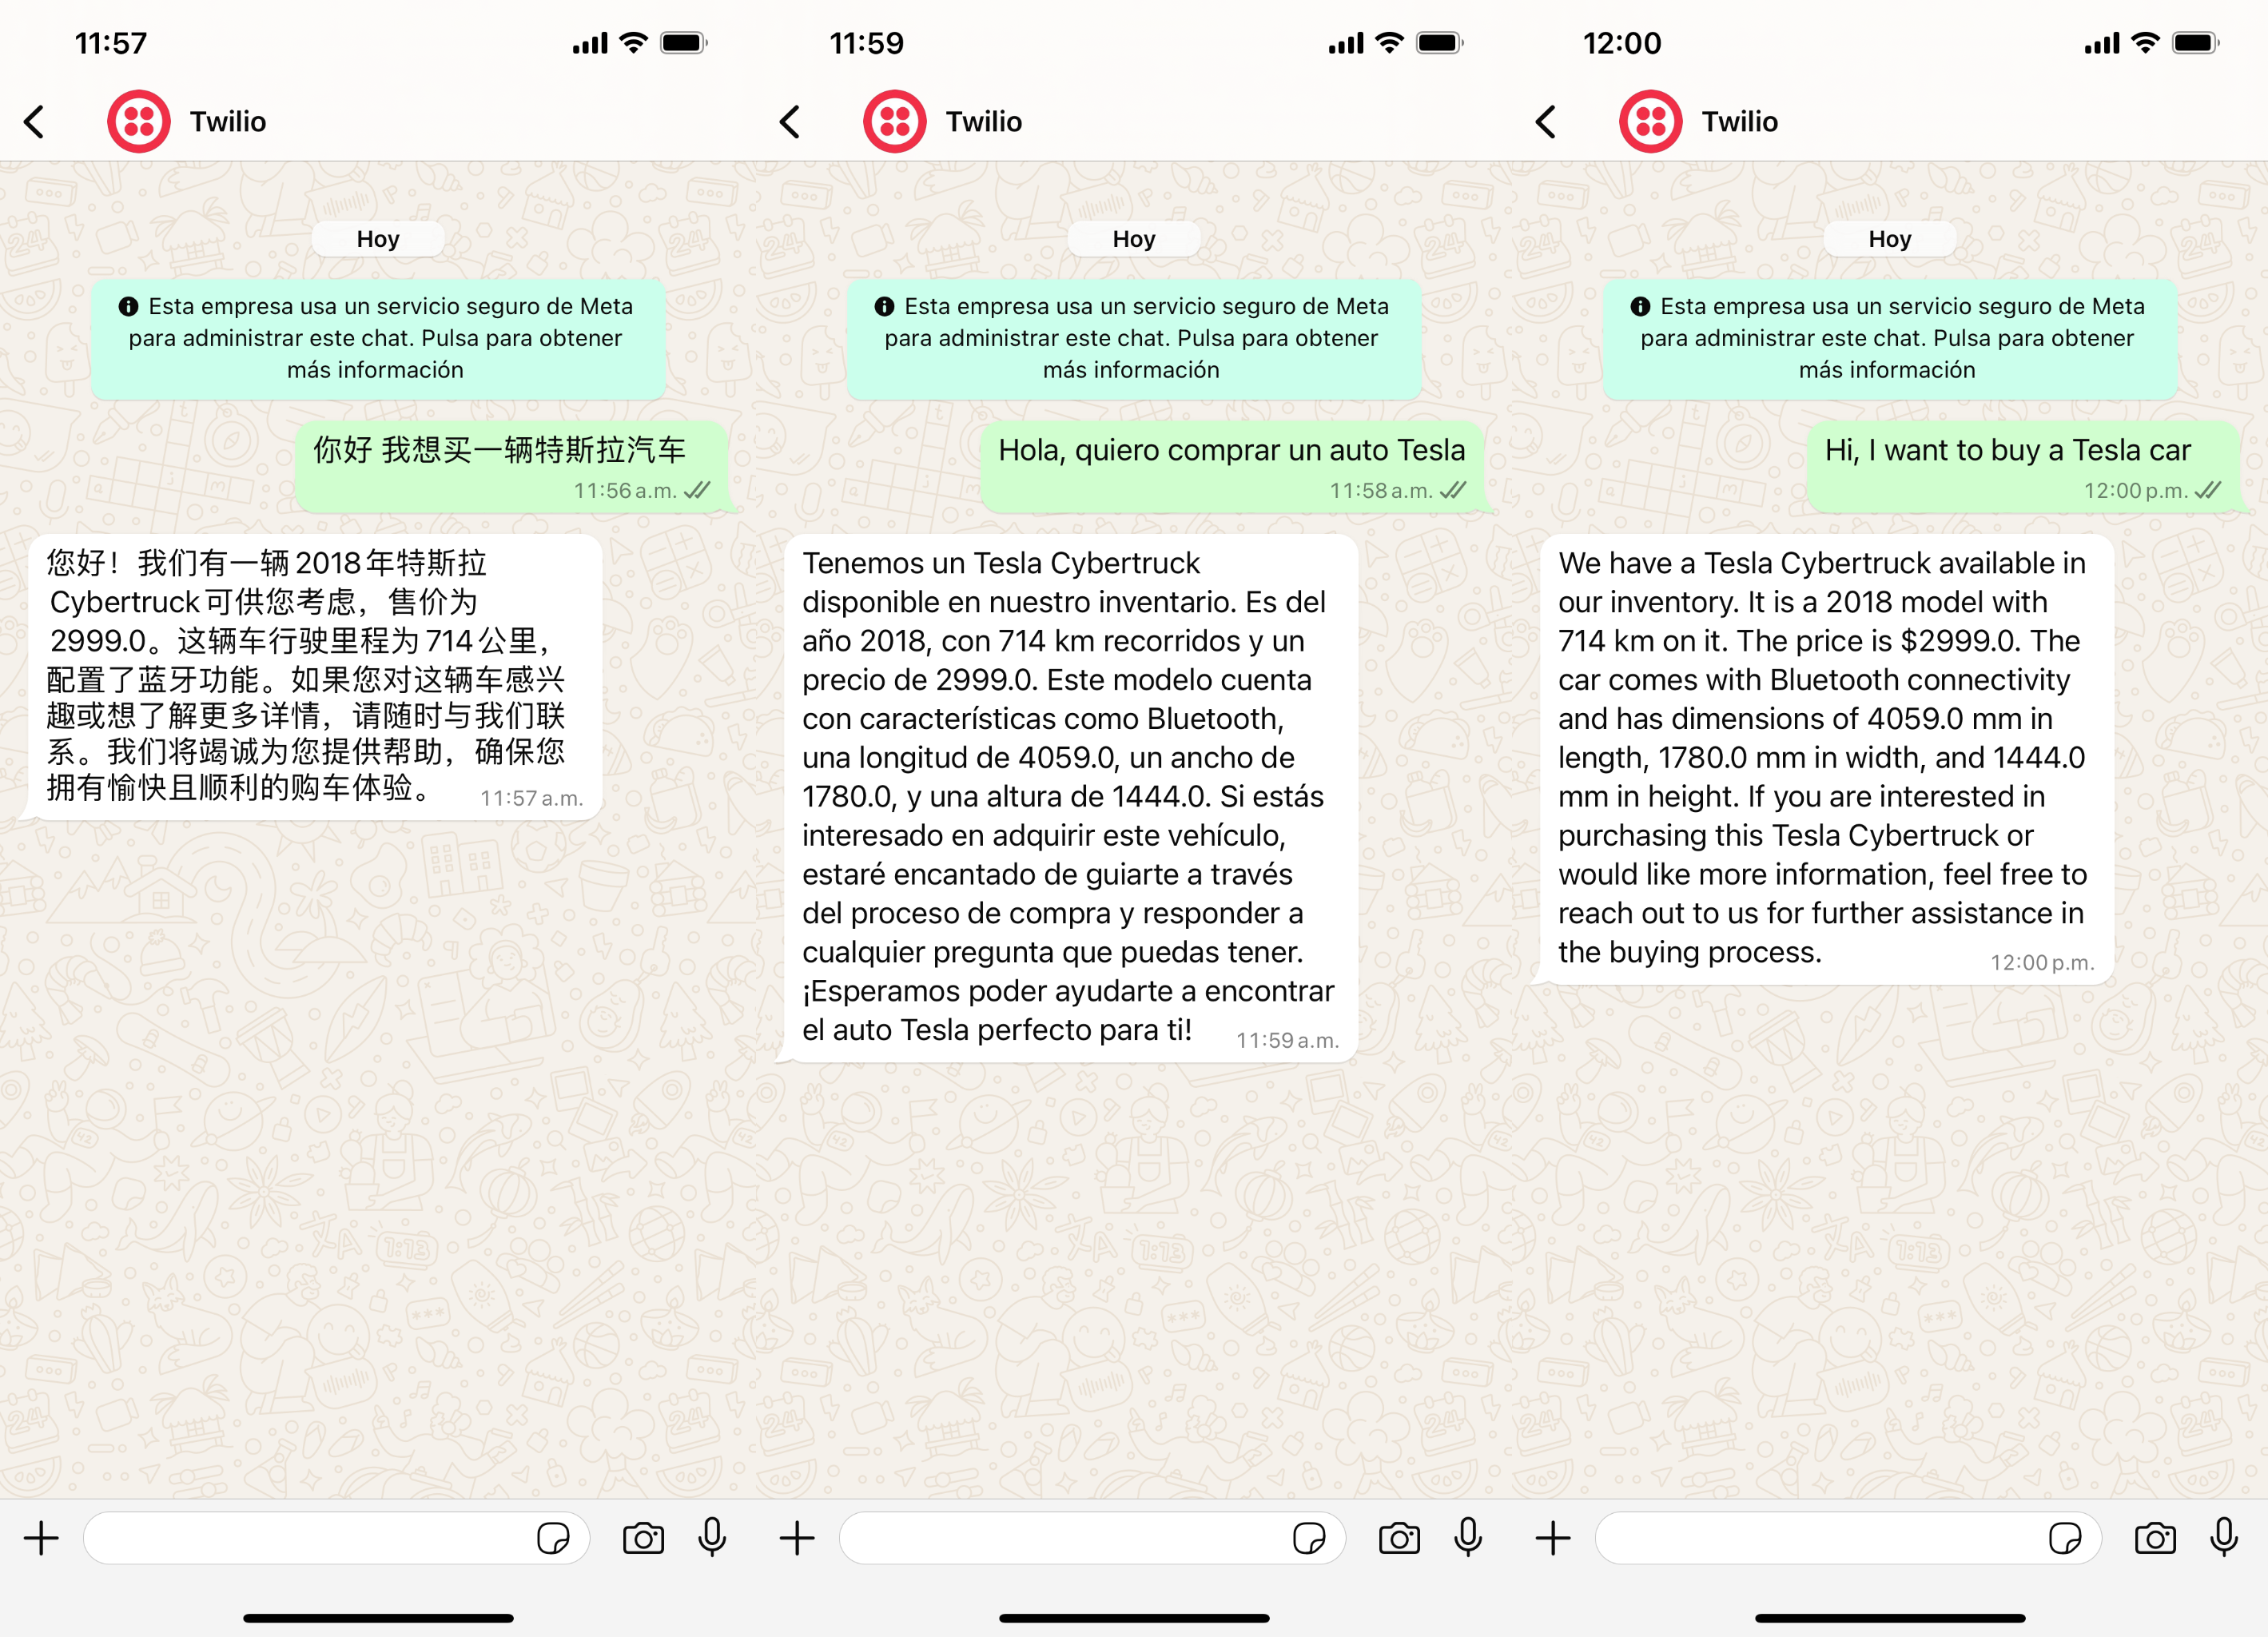 11:57
Twilio
Hoy
Esta empresa usa un servicio seguro de Meta
para administrar este chat. Pulsa para obtener
más información
你好 我想买一辆特斯拉汽车
11:56 a.m.
您好！我们有一辆 2018 年特斯拉
Cybertruck 可供您考虑，售价为
2999.0。这辆车行驶里程为 714 公里，
配置了蓝牙功能。如果您对这辆车感兴
趣或想了解更多详情，请随时与我们联
系。我们将竭诚为您提供帮助，确保您
拥有愉快且顺利的购车体验。
11:57 a.m.
11:59
Twilio
Hoy
Esta empresa usa un servicio seguro de Meta
para administrar este chat. Pulsa para obtener
más información
Hola, quiero comprar un auto Tesla
11:58 a.m.
Tenemos un Tesla Cybertruck
disponible en nuestro inventario. Es del
año 2018, con 714 km recorridos y un
precio de 2999.0. Este modelo cuenta
con características como Bluetooth,
una longitud de 4059.0, un ancho de
1780.0, y una altura de 1444.0. Si estás
interesado en adquirir este vehículo,
estaré encantado de guiarte a través
del proceso de compra y responder a
cualquier pregunta que puedas tener.
¡Esperamos poder ayudarte a encontrar
el auto Tesla perfecto para ti!
11:59 a.m.
12:00
Twilio
Hoy
Esta empresa usa un servicio seguro de Meta
para administrar este chat. Pulsa para obtener
más información
Hi, I want to buy a Tesla car
12:00 p.m.
We have a Tesla Cybertruck available in
our inventory. It is a 2018 model with
714 km on it. The price is $2999.0. The
car comes with Bluetooth connectivity
and has dimensions of 4059.0 mm in
length, 1780.0 mm in width, and 1444.0
mm in height. If you are interested in
purchasing this Tesla Cybertruck or
would like more information, feel free to
reach out to us for further assistance in
the buying process.
12:00 p.m.